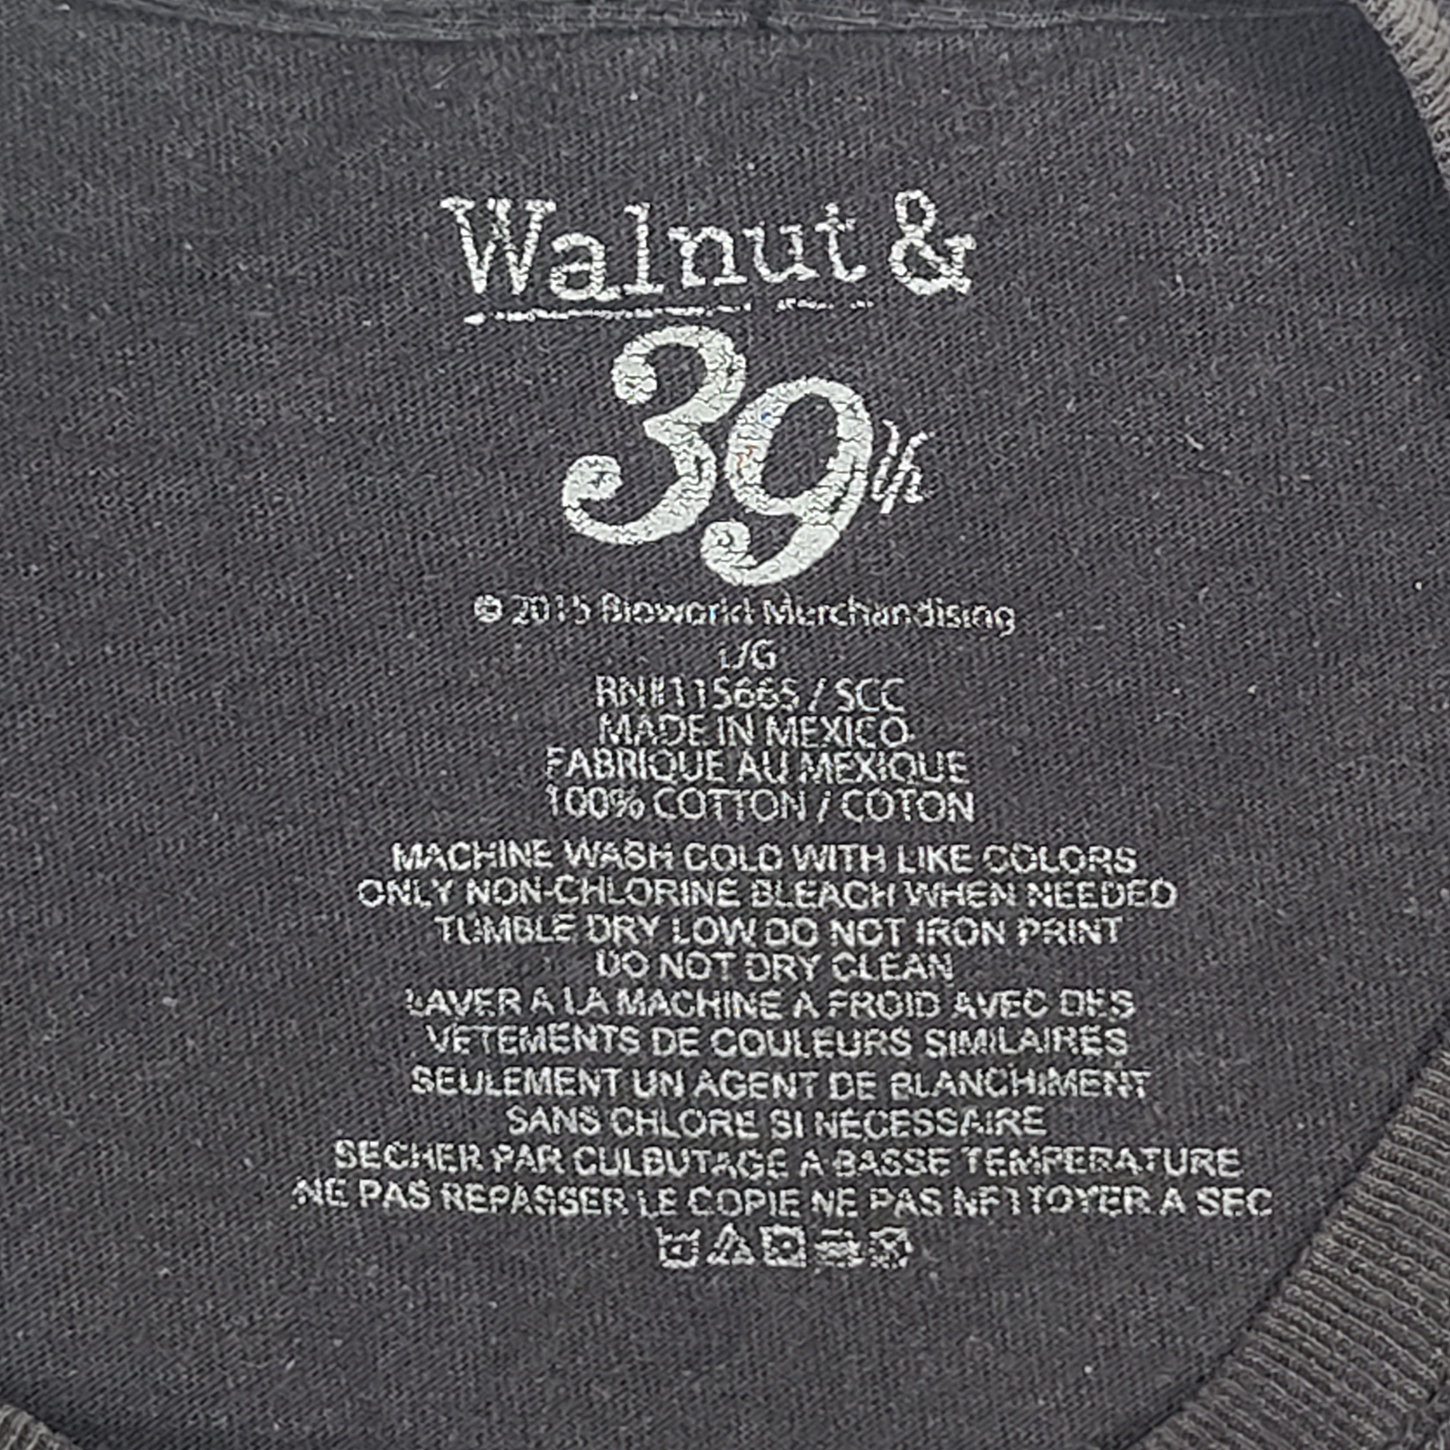 Walnut &
39th
© 2015 Bioworld Merchandising
L/G
RN#115665 / SCC
MADE IN MEXICO
FABRIQUE AU MEXIQUE
100% COTTON / COTON
MACHINE WASH COLD WITH LIKE COLORS
ONLY NON-CHLORINE BLEACH WHEN NEEDED
TUMBLE DRY LOW DO NOT IRON PRINT
DO NOT DRY CLEAN
LAVER A LA MACHINE A FROID AVEC DES
VETEMENTS DE COULEURS SIMILAIRES
SEULEMENT UN AGENT DE BLANCHIMENT
SANS CHLORE SI NECESSAIRE
SECHER PAR CULBUTAGE A BASSE TEMPERATURE
NE PAS REPASSER LE COPIE NE PAS NETTOYER A SEC